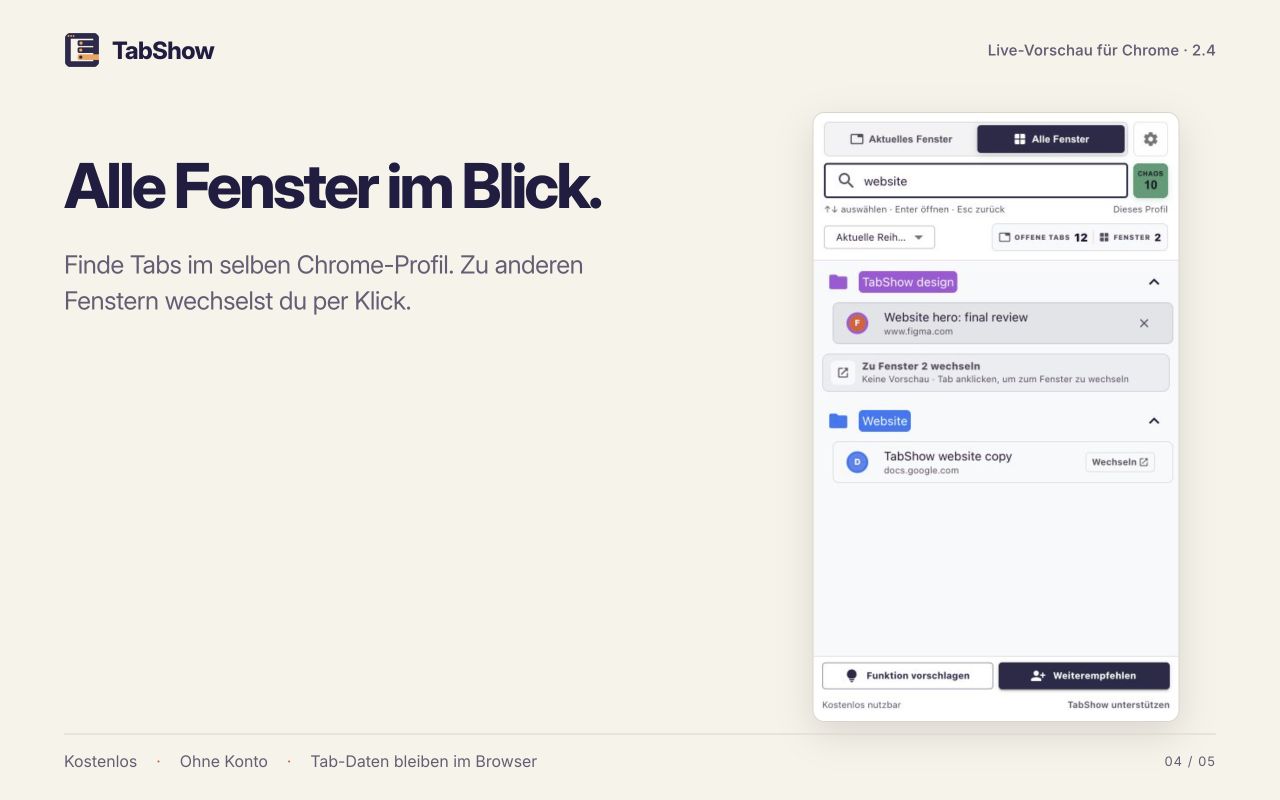 TabShow
Live-Vorschau für Chrome · 2.4
Alle Fenster im Blick.
Finde Tabs im selben Chrome-Profil. Zu anderen
Fenstern wechselst du per Klick.
Aktuelles Fenster
Alle Fenster
website
CHAOS
10
↑↓ auswählen · Enter öffnen · Esc zurück
Dieses Profil
Aktuelle Reih...
OFFENE TABS 12
FENSTER 2
TabShow design
F
Website hero: final review
www.figma.com
Zu Fenster 2 wechseln
Keine Vorschau · Tab anklicken, um zum Fenster zu wechseln
Website
D
TabShow website copy
docs.google.com
Wechseln
Funktion vorschlagen
Weiterempfehlen
Kostenlos nutzbar
TabShow unterstützen
Kostenlos · Ohne Konto · Tab-Daten bleiben im Browser
04 / 05